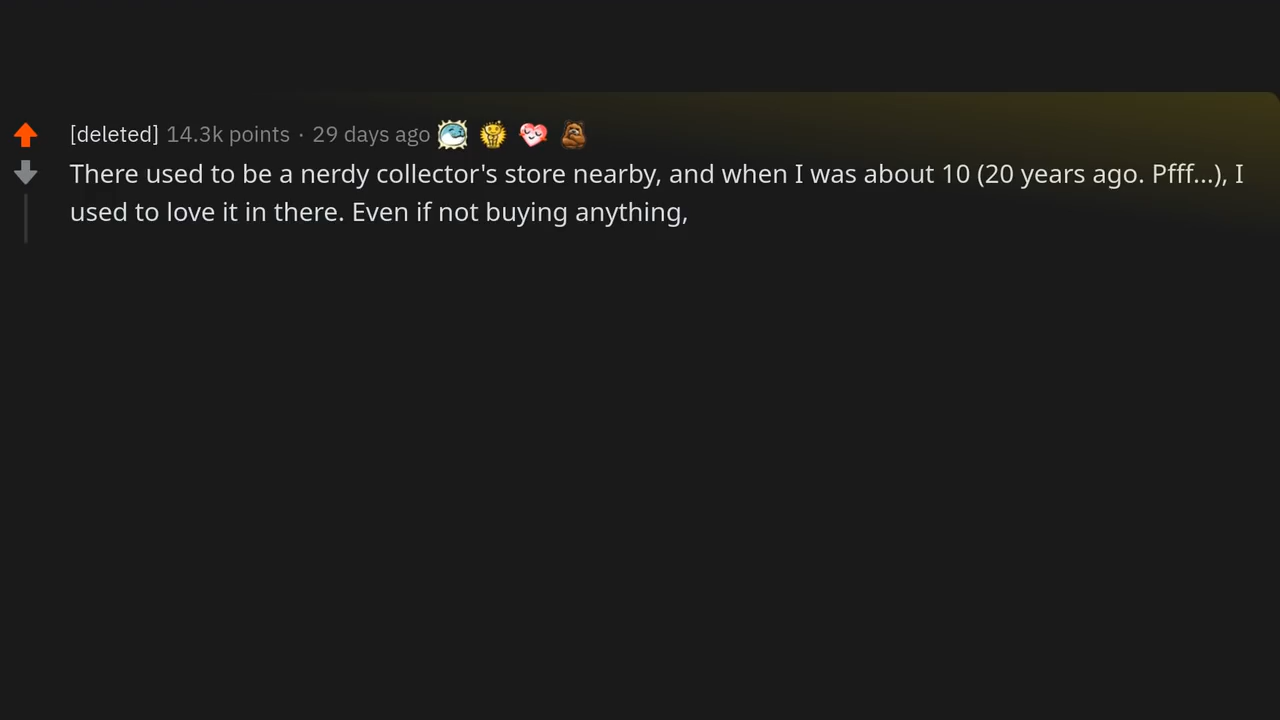 [deleted] 14.3k points · 29 days ago
There used to be a nerdy collector's store nearby, and when I was about 10 (20 years ago. Pfff...), I
used to love it in there. Even if not buying anything,